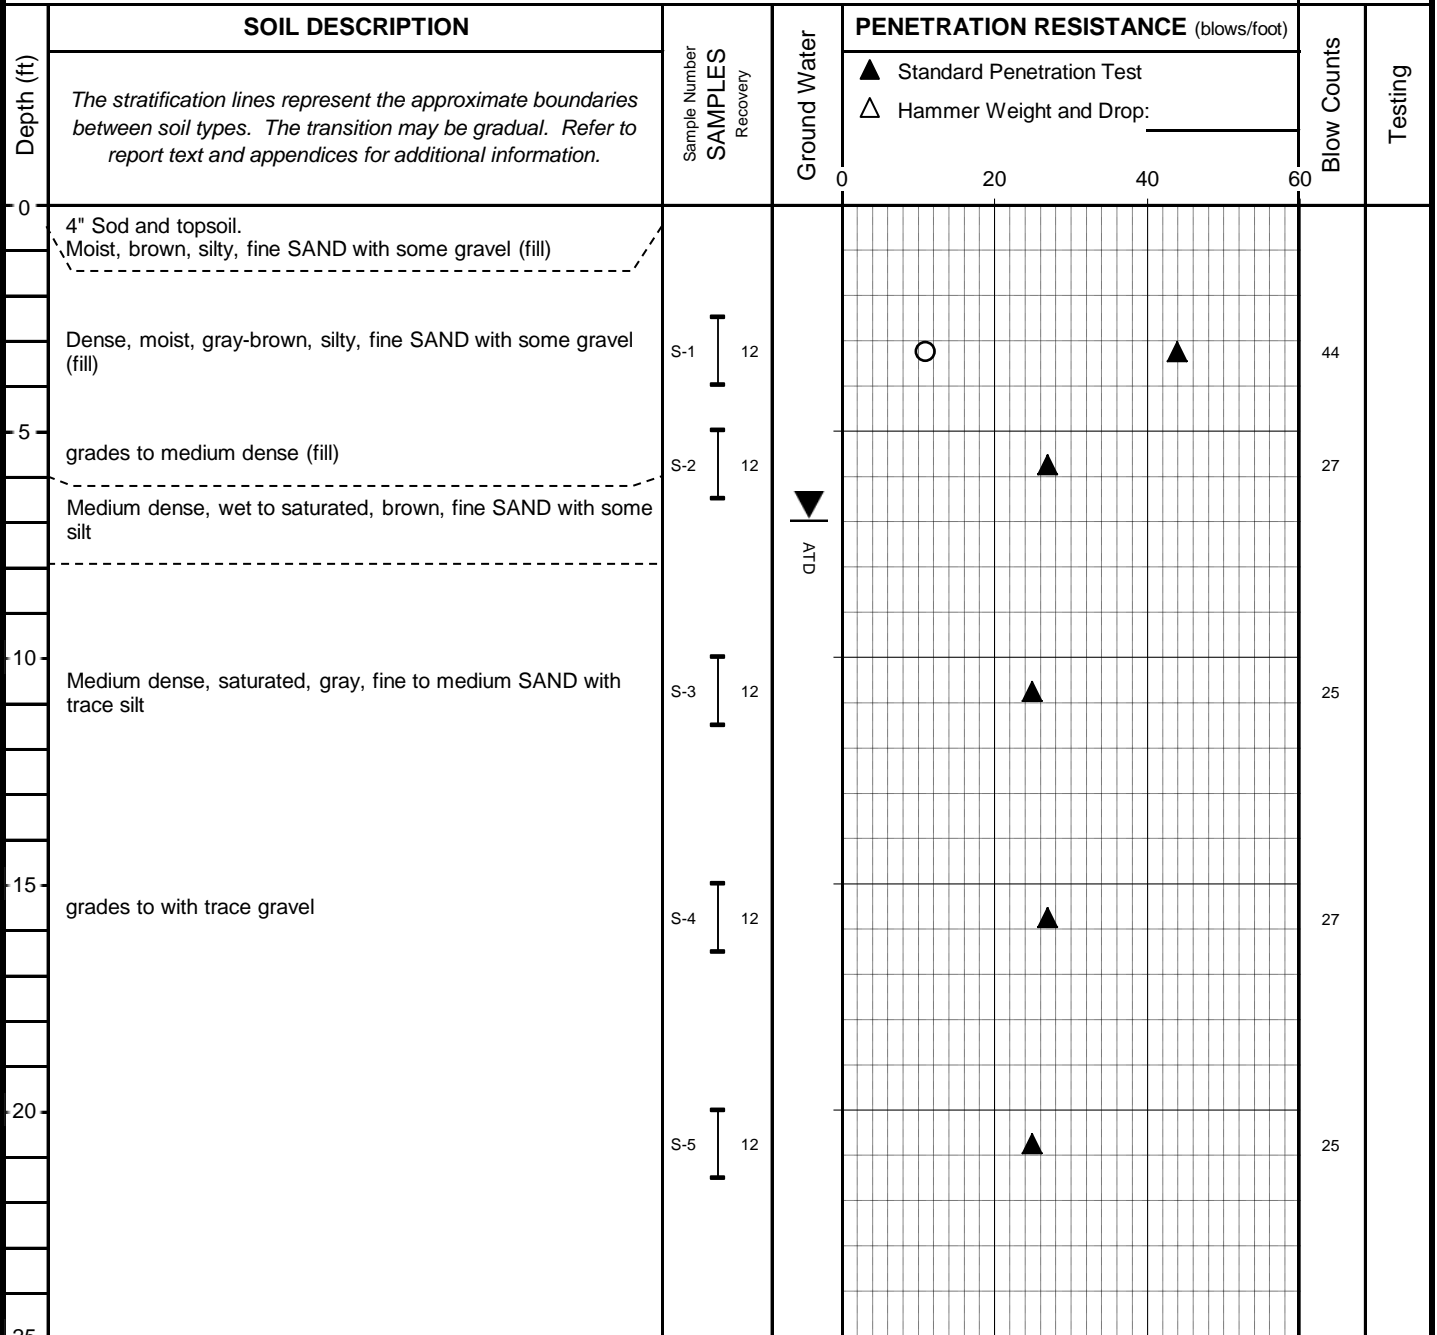 Depth (ft)
SOIL DESCRIPTION
The stratification lines represent the approximate boundaries
between soil types. The transition may be gradual. Refer to
report text and appendices for additional information.
Sample Number
SAMPLES
Recovery
Ground Water
PENETRATION RESISTANCE (blows/foot)
▲ Standard Penetration Test
△ Hammer Weight and Drop:
0 20 40 60
Blow Counts
Testing
0
4" Sod and topsoil.
Moist, brown, silty, fine SAND with some gravel (fill)
Dense, moist, gray-brown, silty, fine SAND with some gravel
(fill)
S-1 12 44
5
grades to medium dense (fill)
S-2 12 27
Medium dense, wet to saturated, brown, fine SAND with some
silt
ATD
10
Medium dense, saturated, gray, fine to medium SAND with
trace silt
S-3 12 25
15
grades to with trace gravel
S-4 12 27
20
S-5 12 25